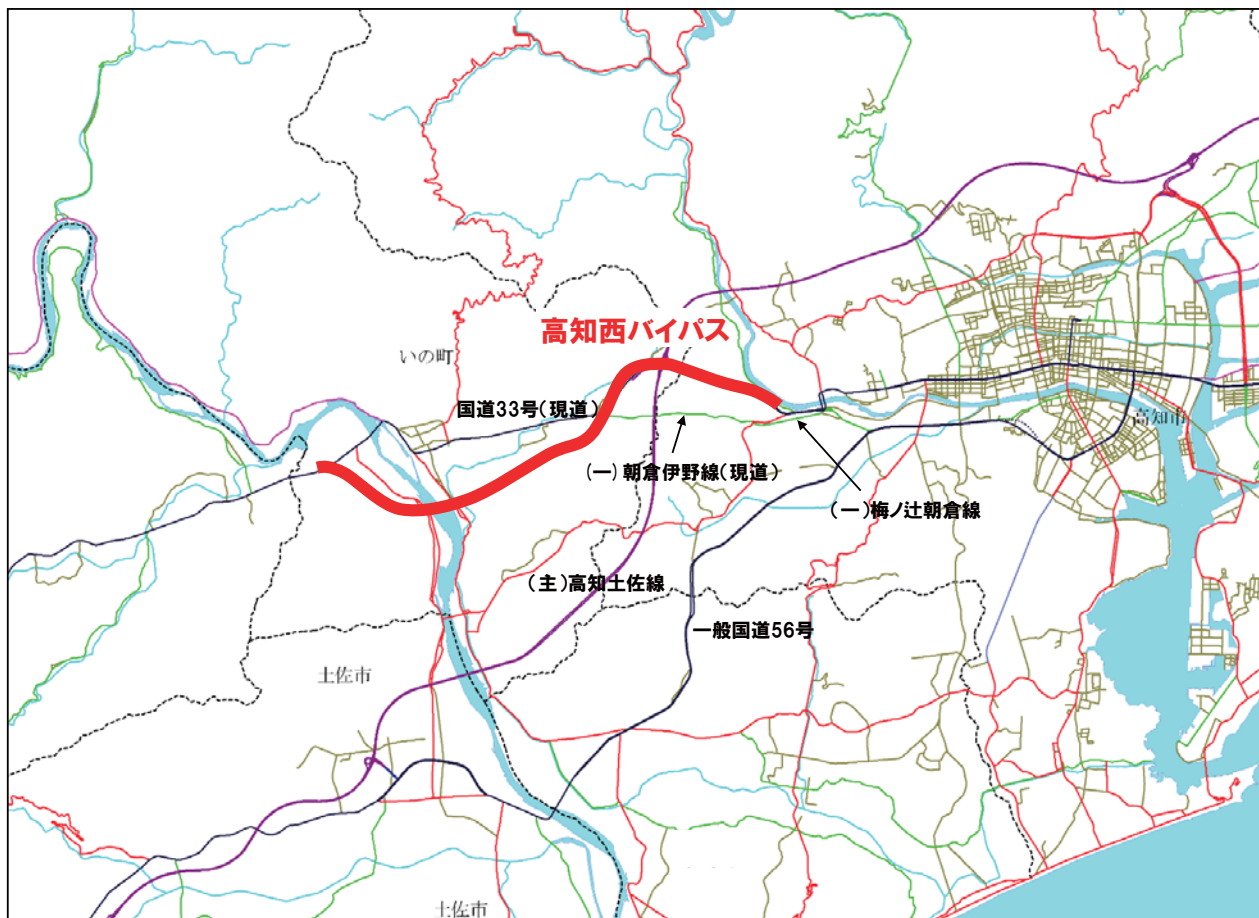 高知西バイパス
いの町
国道33号(現道)
高知市
(一)朝倉伊野線(現道)
(一)梅ノ辻朝倉線
(主)高知土佐線
一般国道56号
土佐市
土佐市